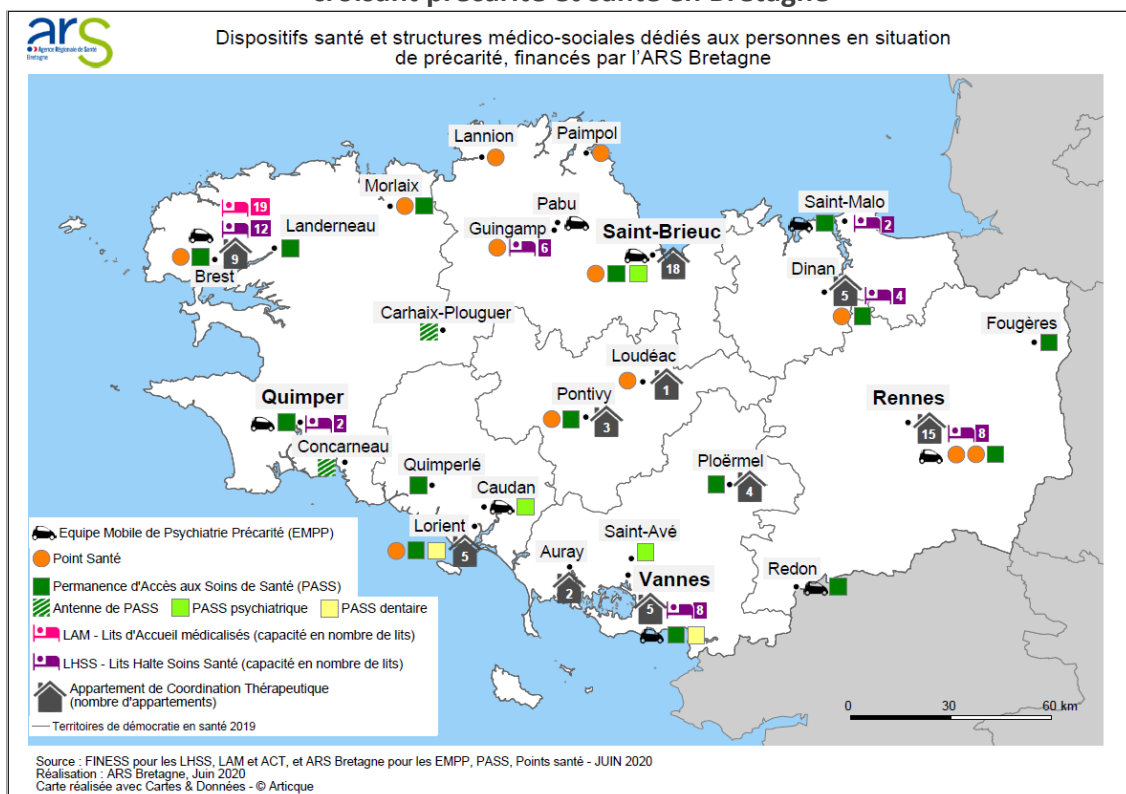 croisant précarité et santé en Bretagne
ars
Agence Régionale de Santé
Bretagne
Dispositifs santé et structures médico-sociales dédiés aux personnes en situation
de précarité, financés par l'ARS Bretagne
Lannion
Paimpol
Morlaix
Pabu
Saint-Malo
19
12
Landerneau
Guingamp
6
Saint-Brieuc
2
9
18
Dinan
Brest
5
4
Carhaix-Plouguer
Fougères
Loudéac
1
Quimper
Pontivy
3
Rennes
2
15
8
Concarneau
Quimperlé
Ploërmel
4
Caudan
Lorient
5
Saint-Avé
Auray
2
Vannes
5
8
Redon
Equipe Mobile de Psychiatrie Précarité (EMPP)
Point Santé
Permanence d'Accès aux Soins de Santé (PASS)
Antenne de PASS
PASS psychiatrique
PASS dentaire
LAM - Lits d'Accueil médicalisés (capacité en nombre de lits)
LHSS - Lits Halte Soins Santé (capacité en nombre de lits)
Appartement de Coordination Thérapeutique
(nombre d'appartements)
Territoires de démocratie en santé 2019
0
30
60 km
Source : FINESS pour les LHSS, LAM et ACT, et ARS Bretagne pour les EMPP, PASS, Points santé - JUIN 2020
Réalisation : ARS Bretagne, Juin 2020
Carte réalisée avec Cartes & Données - © Articque